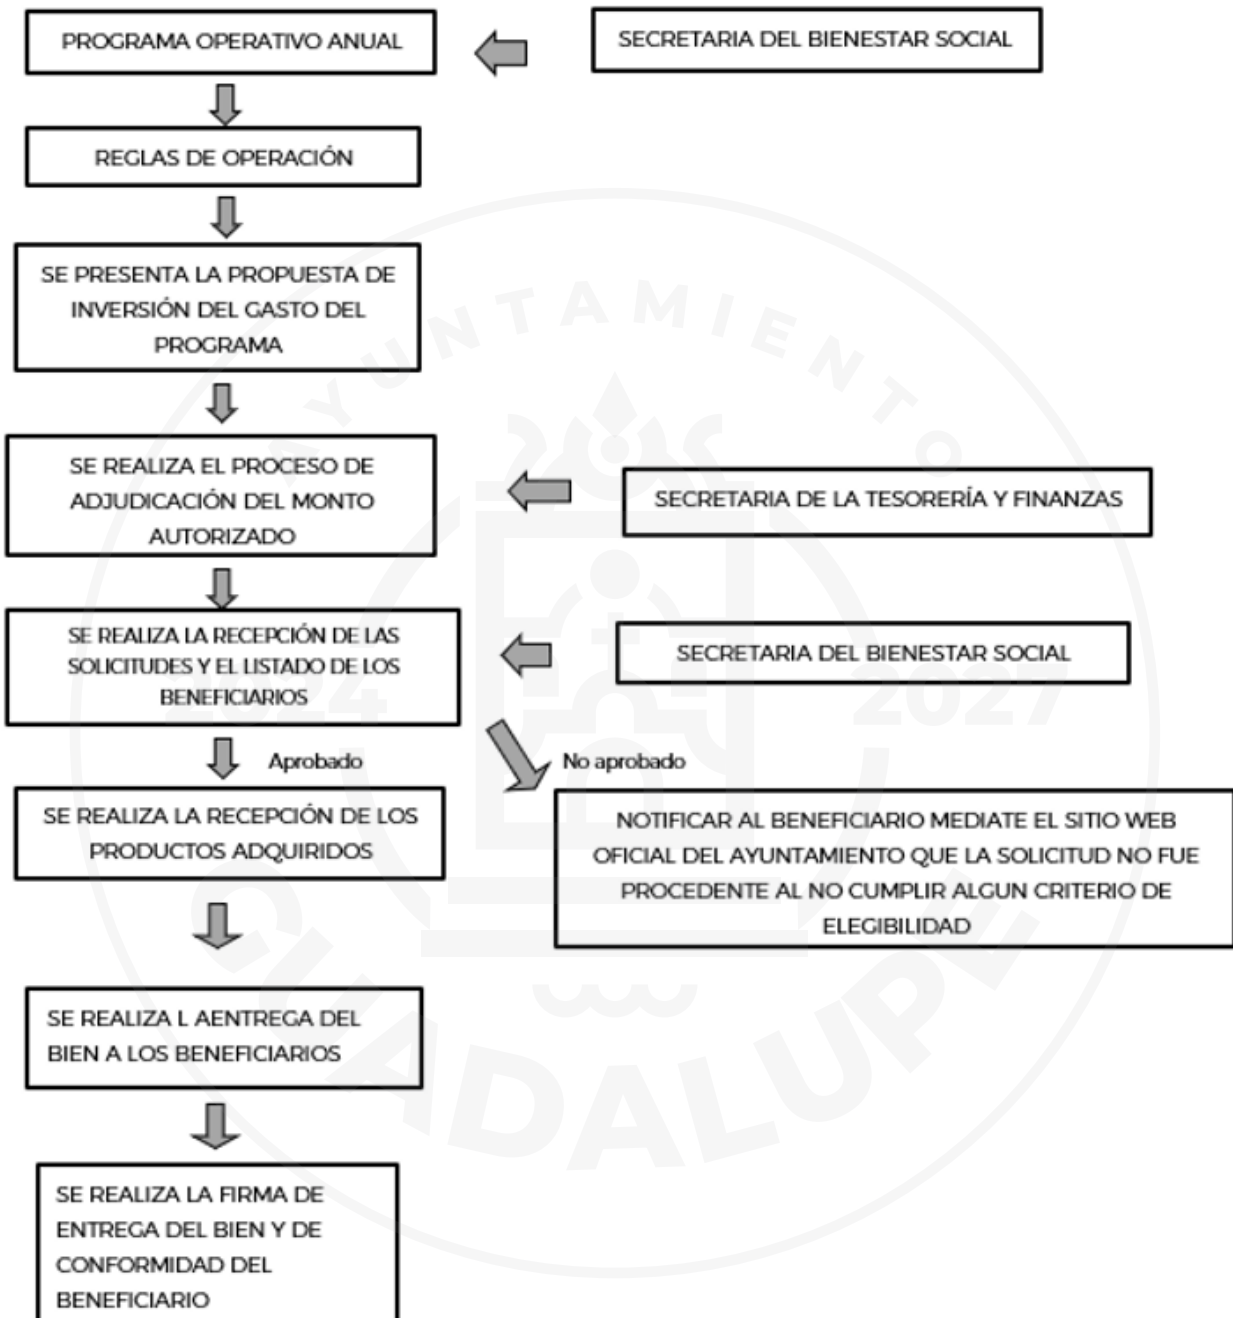 PROGRAMA OPERATIVO ANUAL
SECRETARIA DEL BIENESTAR SOCIAL
REGLAS DE OPERACIÓN
SE PRESENTA LA PROPUESTA DE
INVERSIÓN DEL GASTO DEL
PROGRAMA
SE REALIZA EL PROCESO DE
ADJUDICACIÓN DEL MONTO
AUTORIZADO
SECRETARIA DE LA TESORERÍA Y FINANZAS
SE REALIZA LA RECEPCIÓN DE LAS
SOLICITUDES Y EL LISTADO DE LOS
BENEFICIARIOS
SECRETARIA DEL BIENESTAR SOCIAL
Aprobado
No aprobado
SE REALIZA LA RECEPCIÓN DE LOS
PRODUCTOS ADQUIRIDOS
NOTIFICAR AL BENEFICIARIO MEDIATE EL SITIO WEB
OFICIAL DEL AYUNTAMIENTO QUE LA SOLICITUD NO FUE
PROCEDENTE AL NO CUMPLIR ALGUN CRITERIO DE
ELEGIBILIDAD
SE REALIZA L AENTREGA DEL
BIEN A LOS BENEFICIARIOS
SE REALIZA LA FIRMA DE
ENTREGA DEL BIEN Y DE
CONFORMIDAD DEL
BENEFICIARIO
AYUNTAMIENTO
2024 2027
GUADALUPE